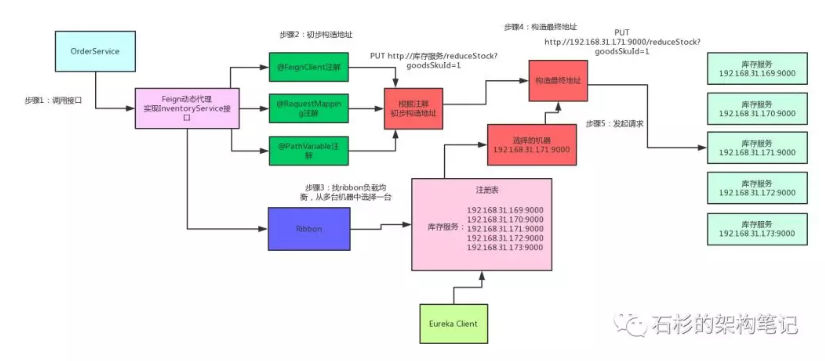 OrderService
步骤1：调用接口
Feign动态代理
实现InventoryService接
口
步骤2：初步构造地址
@FeignClient注解
@RequestMappin
g注解
@PathVariable注
解
PUT http://库存服务/reduceStock?
goodsSkuId=1
根据注解
初步构造地址
步骤3：找ribbon负载均
衡，从多台机器中选择一台
Ribbon
注册表
库存服务：
192.168.31.169:9000
192.168.31.170:9000
192.168.31.171:9000
192.168.31.172:9000
192.168.31.173:9000
Eureka Client
选择的机器
192.168.31.171:9000
步骤4：构造最终地址
构造最终地址
PUT
http://192.168.31.171:9000/reduceStock?
goodsSkuId=1
步骤5：发起请求
库存服务
192.168.31.169:9000
库存服务
192.168.31.170:9000
库存服务
192.168.31.171:9000
库存服务
192.168.31.172:9000
库存服务
192.168.31.173:9000
石杉的架构笔记